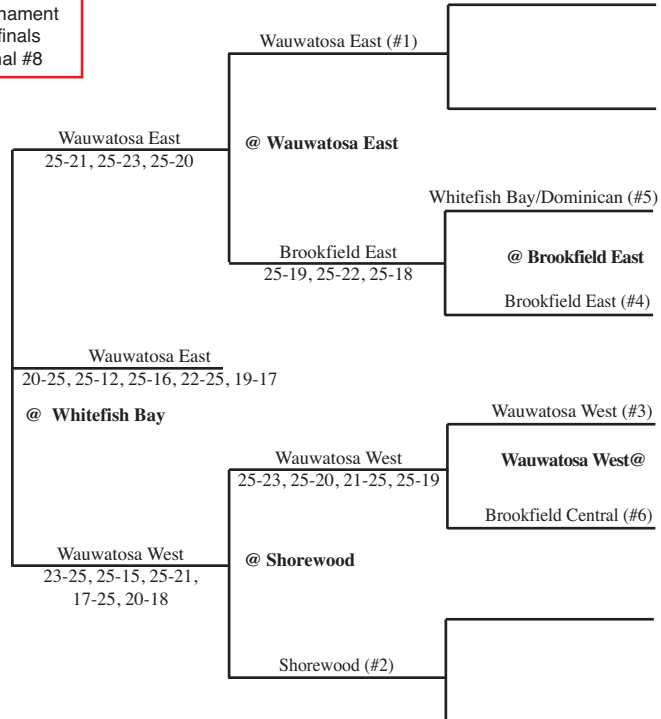 finals
#8
Wauwatosa East (#1)
Wauwatosa East
25-21, 25-23, 25-20
@ Wauwatosa East
Whitefish Bay/Dominican (#5)
Brookfield East
25-19, 25-22, 25-18
@ Brookfield East
Brookfield East (#4)
Wauwatosa East
20-25, 25-12, 25-16, 22-25, 19-17
@ Whitefish Bay
Wauwatosa West (#3)
Wauwatosa West
25-23, 25-20, 21-25, 25-19
Wauwatosa West@
Brookfield Central (#6)
Wauwatosa West
23-25, 25-15, 25-21,
17-25, 20-18
@ Shorewood
Shorewood (#2)